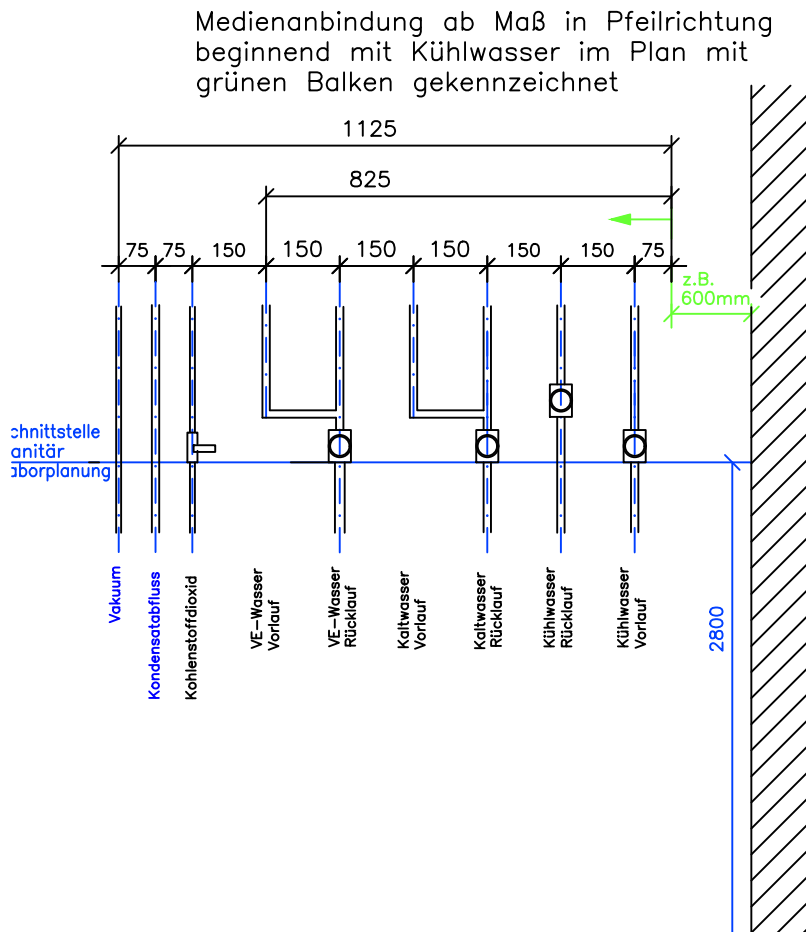 Medienanbindung ab Maß in Pfeilrichtung
beginnend mit Kühlwasser im Plan mit
grünen Balken gekennzeichnet
1125
825
75 75 150 150 150 150 150 150 75
z.B.
600mm
chnittstelle
anitär
aborplanung
Vakuum
Kondensatabfluss
Kohlenstoffdioxid
VE-Wasser
Vorlauf
VE-Wasser
Rücklauf
Kaltwasser
Vorlauf
Kaltwasser
Rücklauf
Kühlwasser
Rücklauf
Kühlwasser
Vorlauf
2800